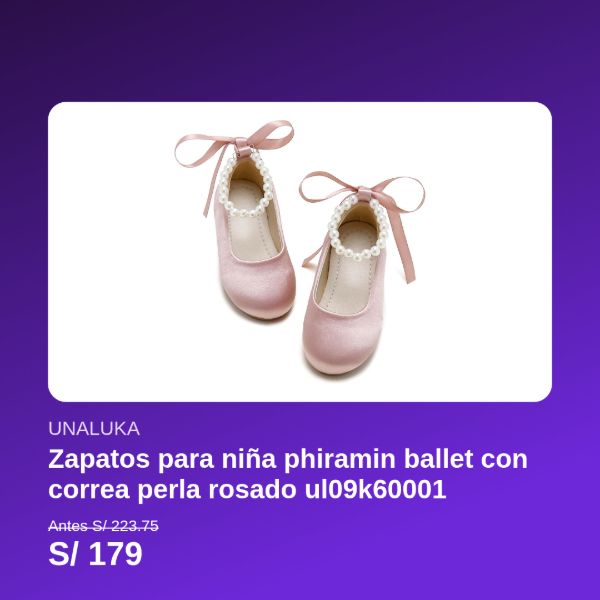 UNALUKA
Zapatos para niña phiramin ballet con
correa perla rosado ul09k60001
Antes S/ 223.75
S/ 179